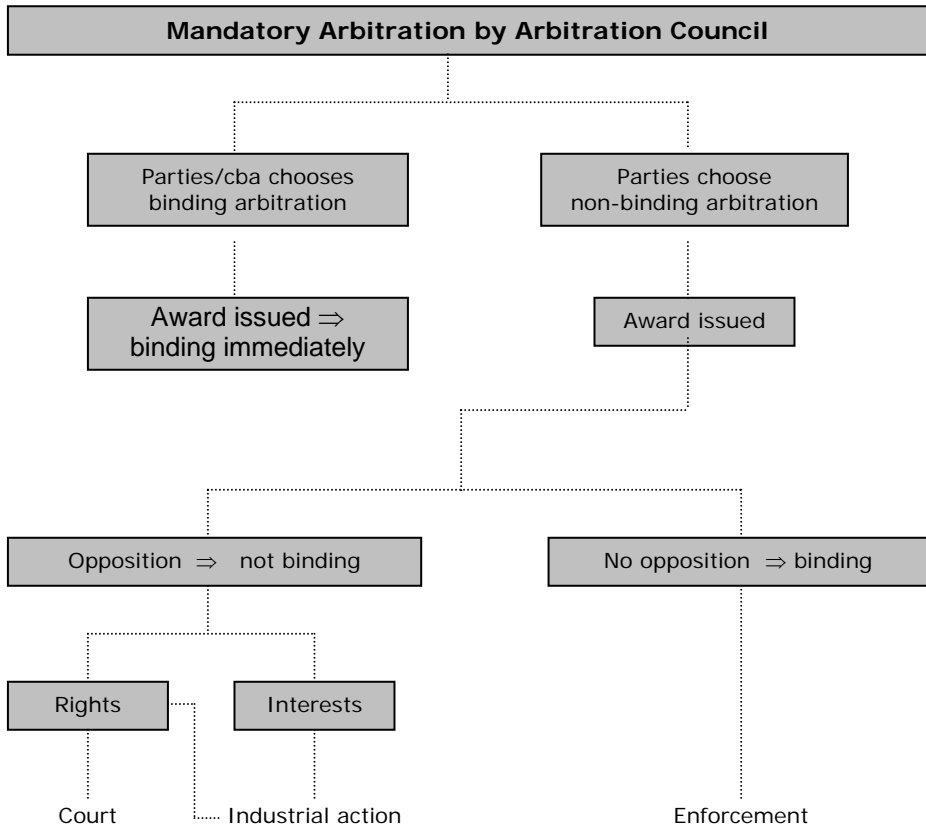 Mandatory Arbitration by Arbitration Council
Parties/cba chooses
binding arbitration
Parties choose
non-binding arbitration
Award issued ⇒
binding immediately
Award issued
Opposition ⇒ not binding
No opposition ⇒ binding
Rights
Interests
Court
Industrial action
Enforcement